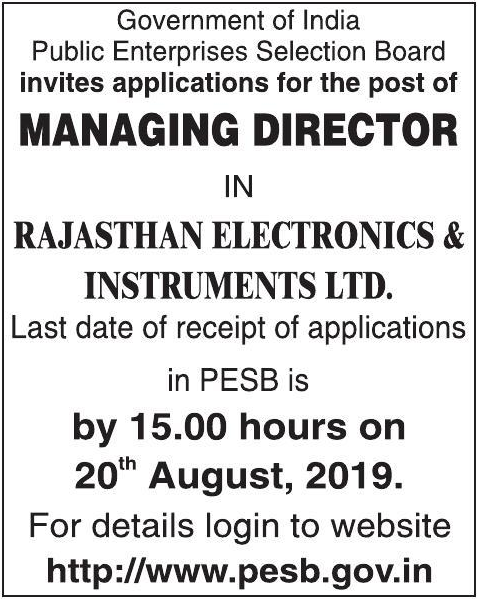 Government of India
Public Enterprises Selection Board
invites applications for the post of
MANAGING DIRECTOR
IN
RAJASTHAN ELECTRONICS &
INSTRUMENTS LTD.
Last date of receipt of applications
in PESB is
by 15.00 hours on
20th August, 2019.
For details login to website
http://www.pesb.gov.in